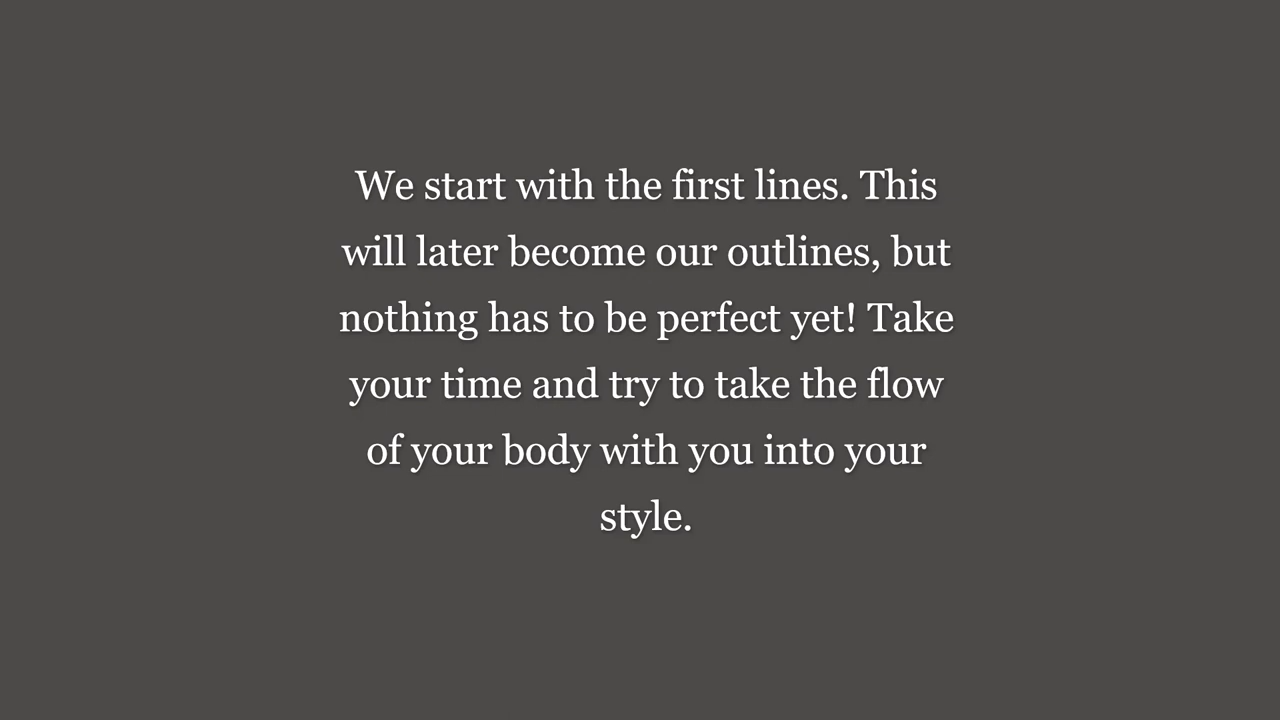 We start with the first lines. This
will later become our outlines, but
nothing has to be perfect yet! Take
your time and try to take the flow
of your body with you into your
style.